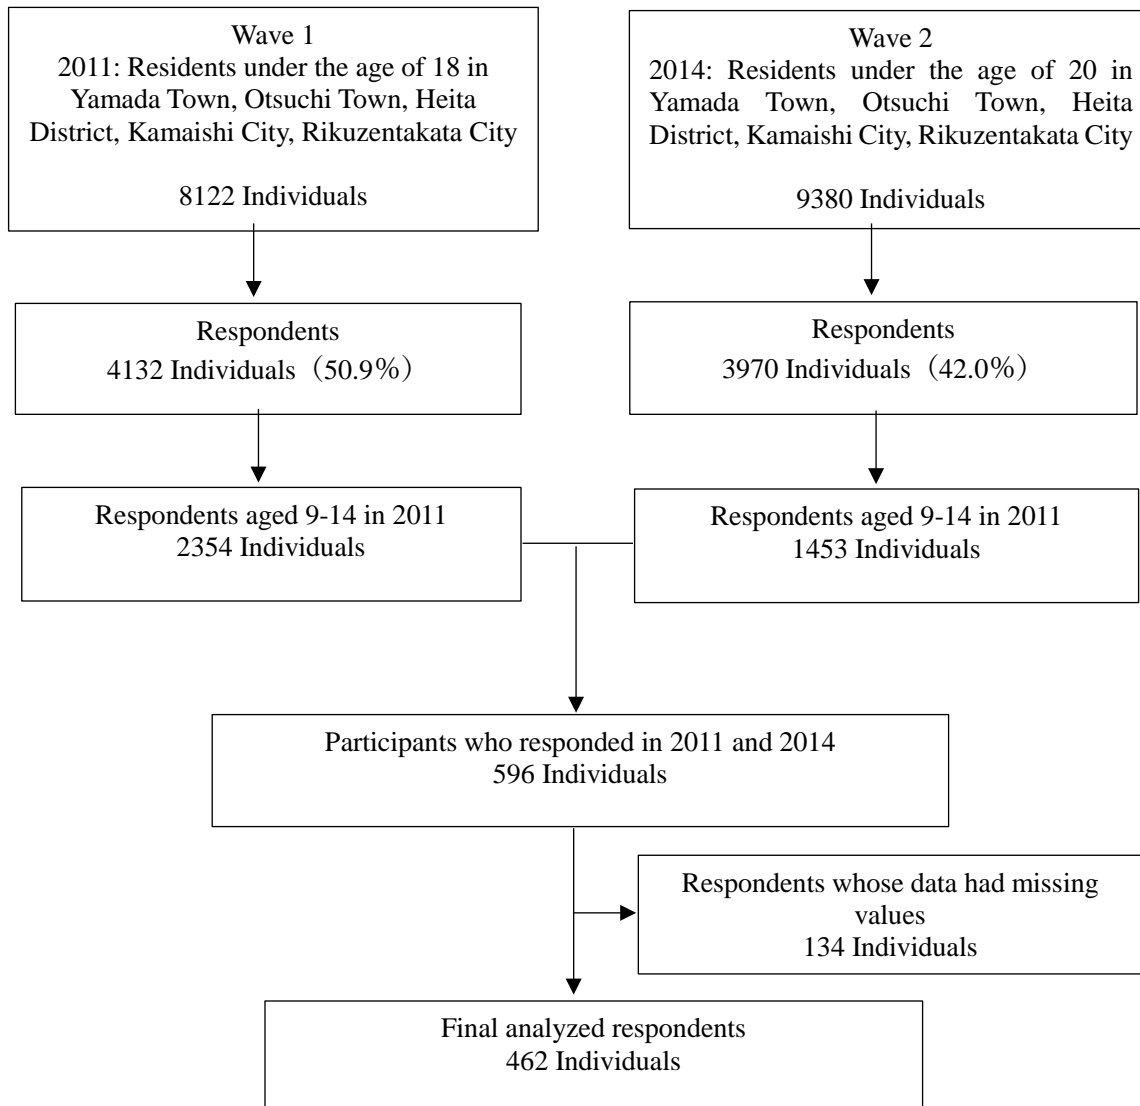 Wave 1
2011: Residents under the age of 18 in
Yamada Town, Otsuchi Town, Heita
District, Kamaishi City, Rikuzentakata City
8122 Individuals
Wave 2
2014: Residents under the age of 20 in
Yamada Town, Otsuchi Town, Heita
District, Kamaishi City, Rikuzentakata City
9380 Individuals
Respondents
4132 Individuals（50.9％）
Respondents
3970 Individuals（42.0％）
Respondents aged 9-14 in 2011
2354 Individuals
Respondents aged 9-14 in 2011
1453 Individuals
Participants who responded in 2011 and 2014
596 Individuals
Respondents whose data had missing
values
134 Individuals
Final analyzed respondents
462 Individuals